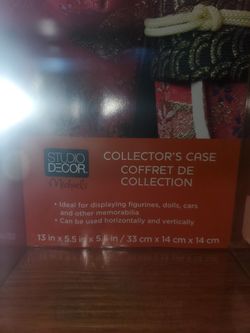 STUDIO
DECOR
Michaels
COLLECTOR'S CASE
COFFRET DE
COLLECTION
• Ideal for displaying figurines, dolls, cars
and other memorabilia
• Can be used horizontally and vertically
13 in x 5.5 in x 5.5 in / 33 cm x 14 cm x 14 cm